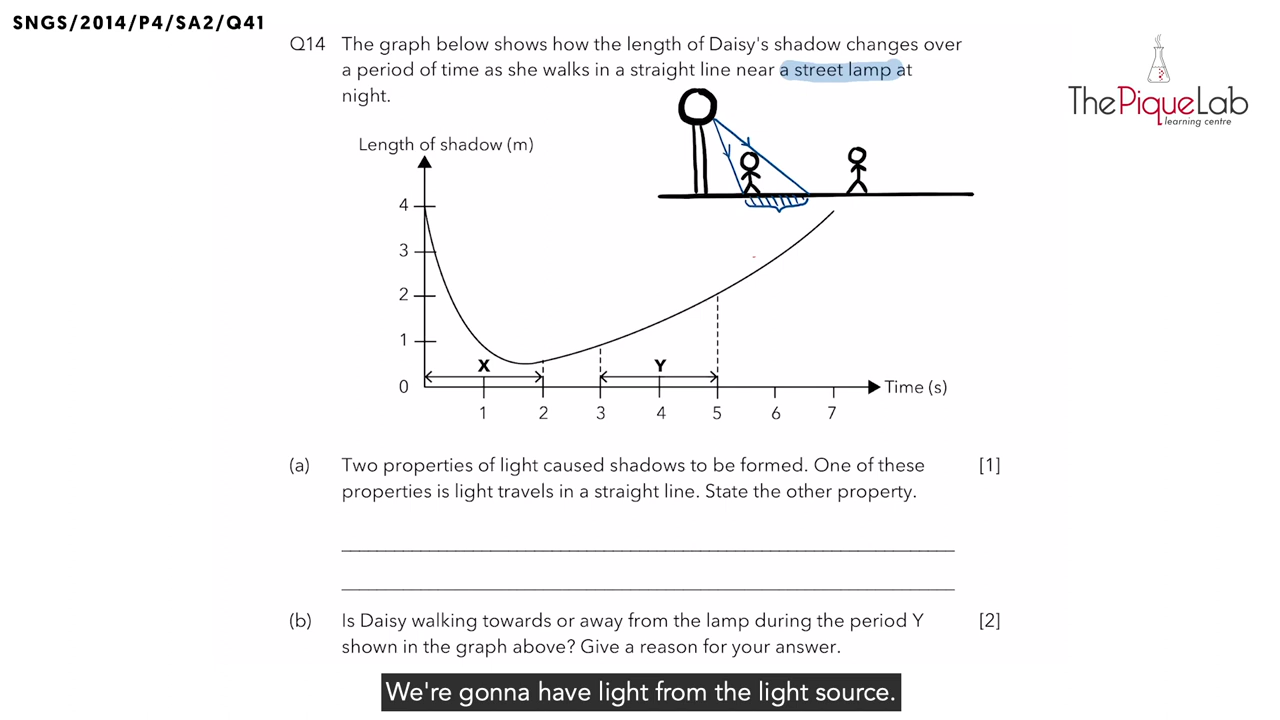 SNGS/2014/P4/SA2/Q41
Q14 The graph below shows how the length of Daisy's shadow changes over
a period of time as she walks in a straight line near a street lamp at
night.
ThePiqueLab
learning centre
Length of shadow (m)
4
3
2
1
0
X
Y
Time (s)
1 2 3 4 5 6 7
(a) Two properties of light caused shadows to be formed. One of these [1]
properties is light travels in a straight line. State the other property.
(b) Is Daisy walking towards or away from the lamp during the period Y [2]
shown in the graph above? Give a reason for your answer.
We're gonna have light from the light source.